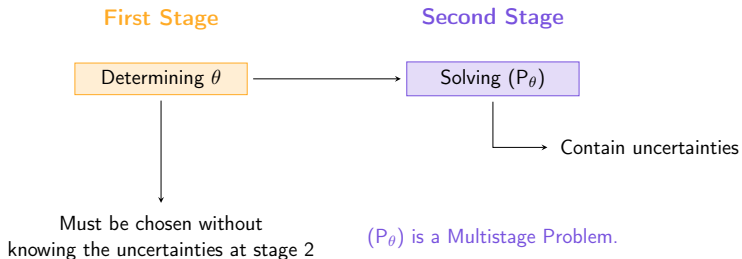 First Stage
Second Stage
Determining θ
Solving (P_θ)
Contain uncertainties
Must be chosen without
knowing the uncertainties at stage 2
(P_θ) is a Multistage Problem.